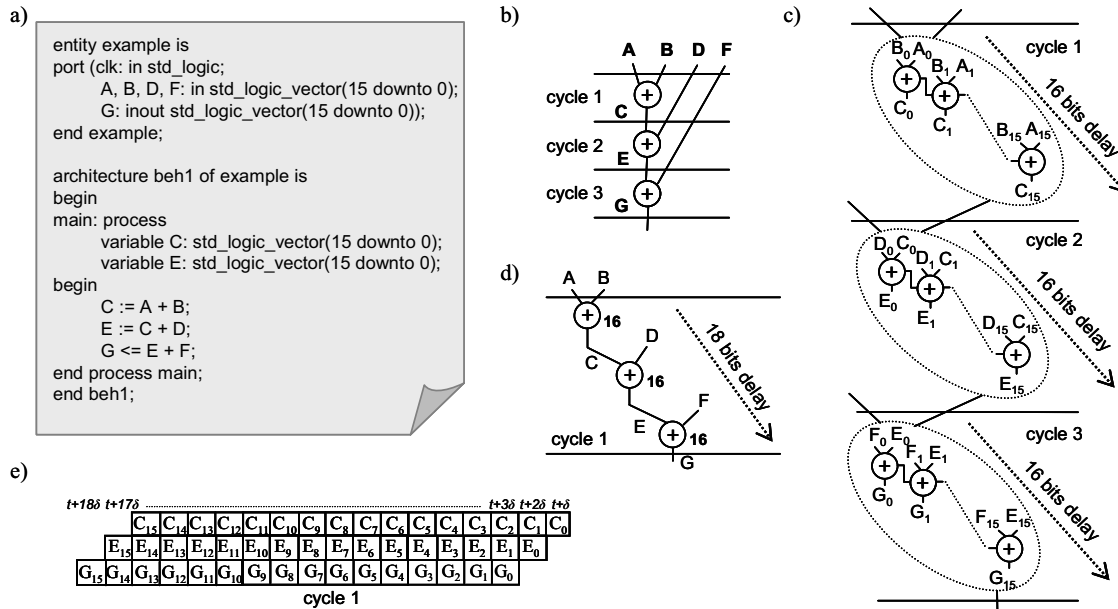 a)
entity example is
port (clk: in std_logic;
A, B, D, F: in std_logic_vector(15 downto 0);
G: inout std_logic_vector(15 downto 0));
end example;
architecture beh1 of example is
begin
main: process
variable C: std_logic_vector(15 downto 0);
variable E: std_logic_vector(15 downto 0);
begin
C := A + B;
E := C + D;
G <= E + F;
end process main;
end beh1;
b)
A B D F
cycle 1
+
C
cycle 2
+
E
cycle 3
+
G
c)
cycle 1
B0 A0
B1 A1
+
+
C0
C1
B15 A15
+
C15
16 bits delay
cycle 2
D0 C0
D1 C1
+
+
E0
E1
D15 C15
+
E15
16 bits delay
cycle 3
F0 E0
F1 E1
+
+
G0
G1
F15 E15
+
G15
16 bits delay
d)
A B
+ 16
C
D
+ 16
E
F
+ 16
G
cycle 1
18 bits delay
e)
t+18δ t+17δ t+3δ t+2δ t+δ
C15 C14 C13 C12 C11 C10 C9 C8 C7 C6 C5 C4 C3 C2 C1 C0
E15 E14 E13 E12 E11 E10 E9 E8 E7 E6 E5 E4 E3 E2 E1 E0
G15 G14 G13 G12 G11 G10 G9 G8 G7 G6 G5 G4 G3 G2 G1 G0
cycle 1